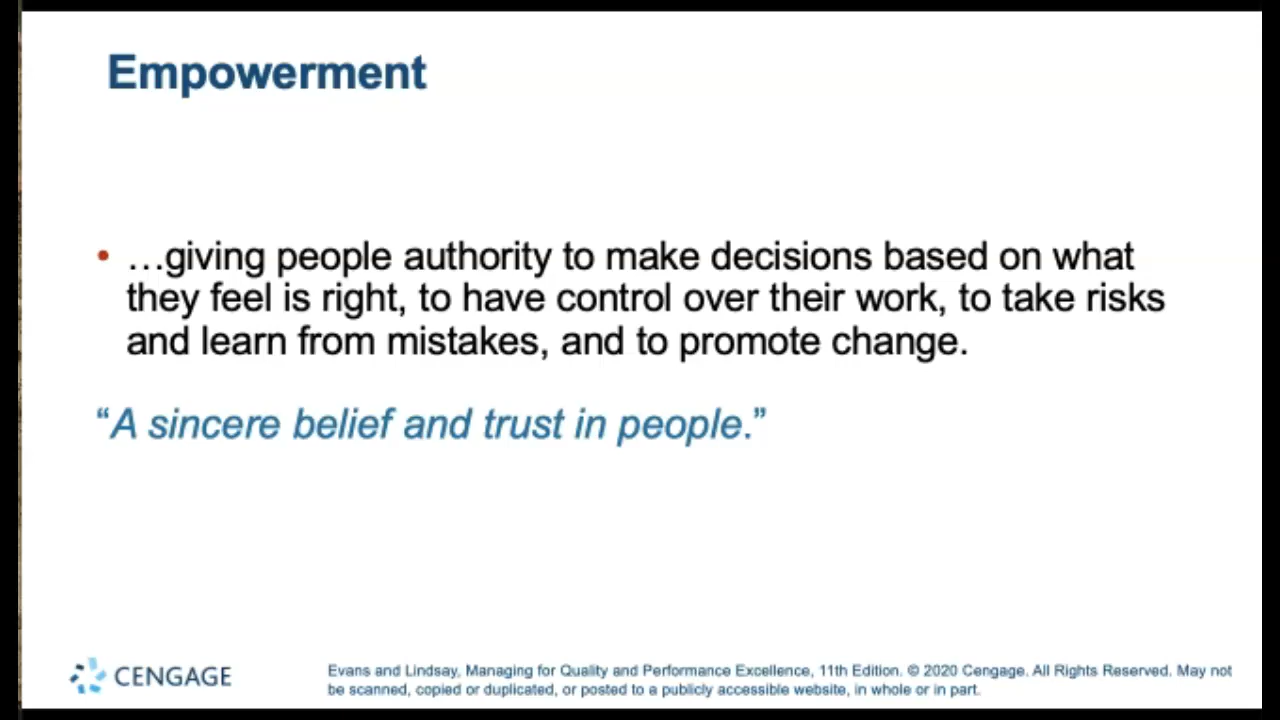 Empowerment
• …giving people authority to make decisions based on what
they feel is right, to have control over their work, to take risks
and learn from mistakes, and to promote change.
“A sincere belief and trust in people.”
CENGAGE
Evans and Lindsay, Managing for Quality and Performance Excellence, 11th Edition. © 2020 Cengage. All Rights Reserved. May not
be scanned, copied or duplicated, or posted to a publicly accessible website, in whole or in part.